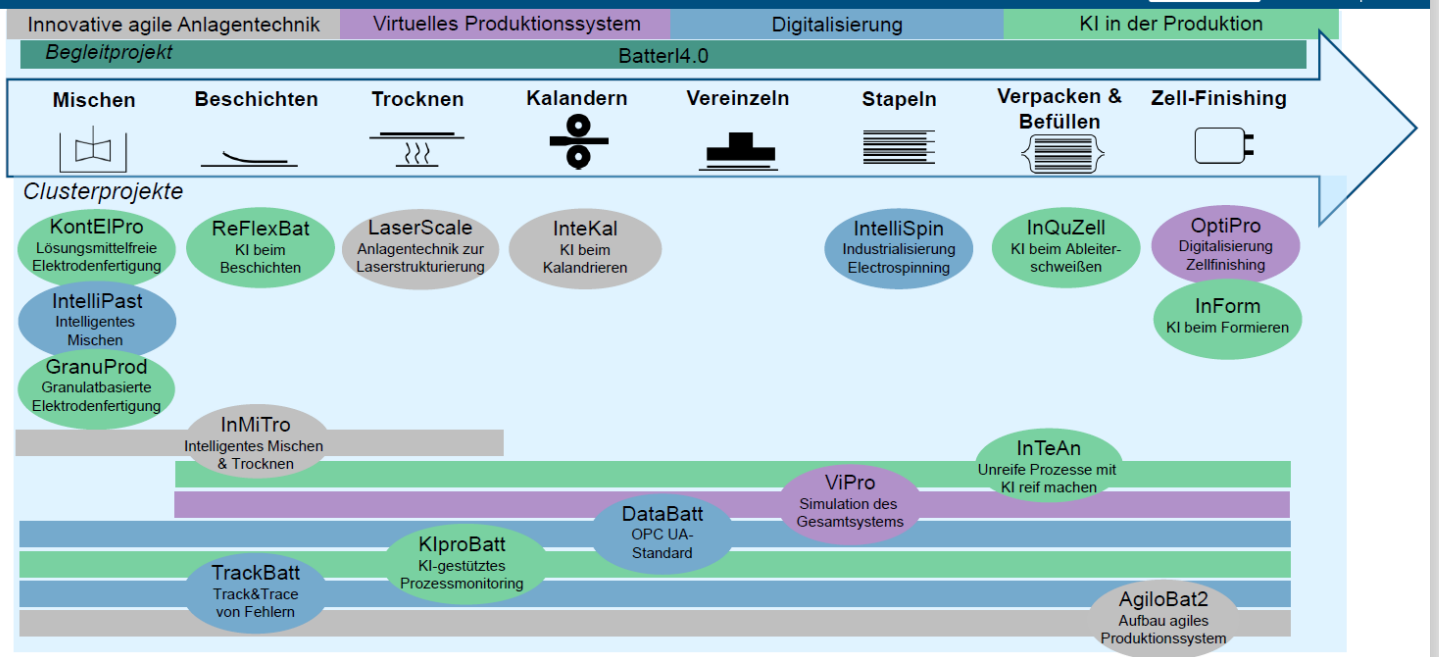 Innovative agile Anlagentechnik
Virtuelles Produktionssystem
Digitalisierung
KI in der Produktion
Begleitprojekt
BatterI4.0
Mischen
Beschichten
Trocknen
Kalandern
Vereinzeln
Stapeln
Verpacken &
Befüllen
Zell-Finishing
Clusterprojekte
KontElPro
Lösungsmittelfreie
Elektrodenfertigung
ReFlexBat
KI beim
Beschichten
LaserScale
Anlagentechnik zur
Laserstrukturierung
InteKal
KI beim
Kalandrieren
IntelliSpin
Industrialisierung
Electrospinning
InQuZell
KI beim Ableiter-
schweißen
OptiPro
Digitalisierung
Zellfinishing
IntelliPast
Intelligentes
Mischen
InForm
KI beim Formieren
GranuProd
Granulatbasierte
Elektrodenfertigung
InMiTro
Intelligentes Mischen
& Trocknen
InTeAn
Unreife Prozesse mit
KI reif machen
ViPro
Simulation des
Gesamtsystems
DataBatt
OPC UA-
Standard
KIproBatt
KI-gestütztes
Prozessmonitoring
TrackBatt
Track&Trace
von Fehlern
AgiloBat2
Aufbau agiles
Produktionssystem